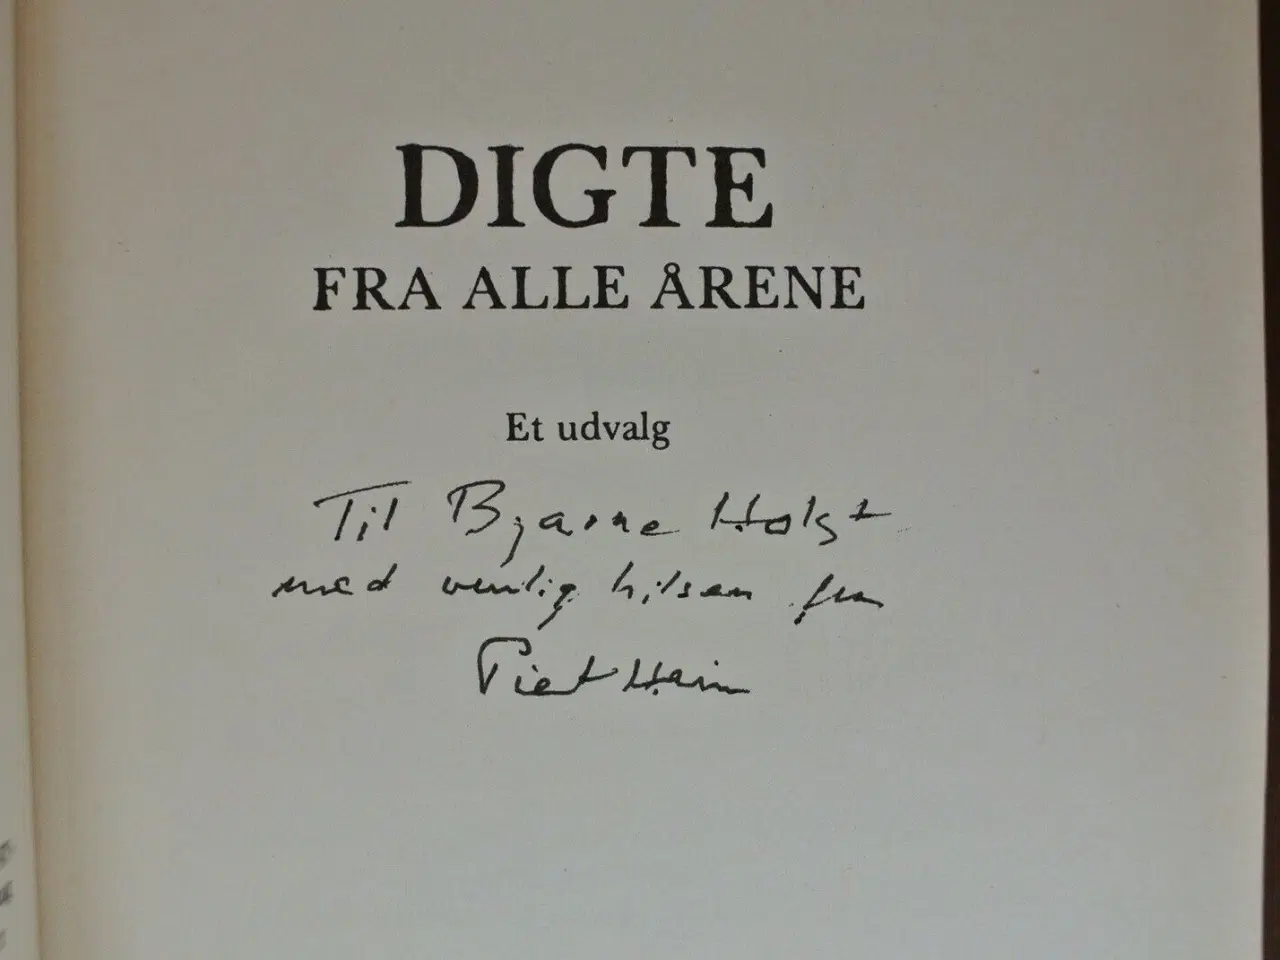 DIGTE
FRA ALLE ÅRENE
Et udvalg
Til Bjarne Holst
med venlig hilsen fra
Piet Hein